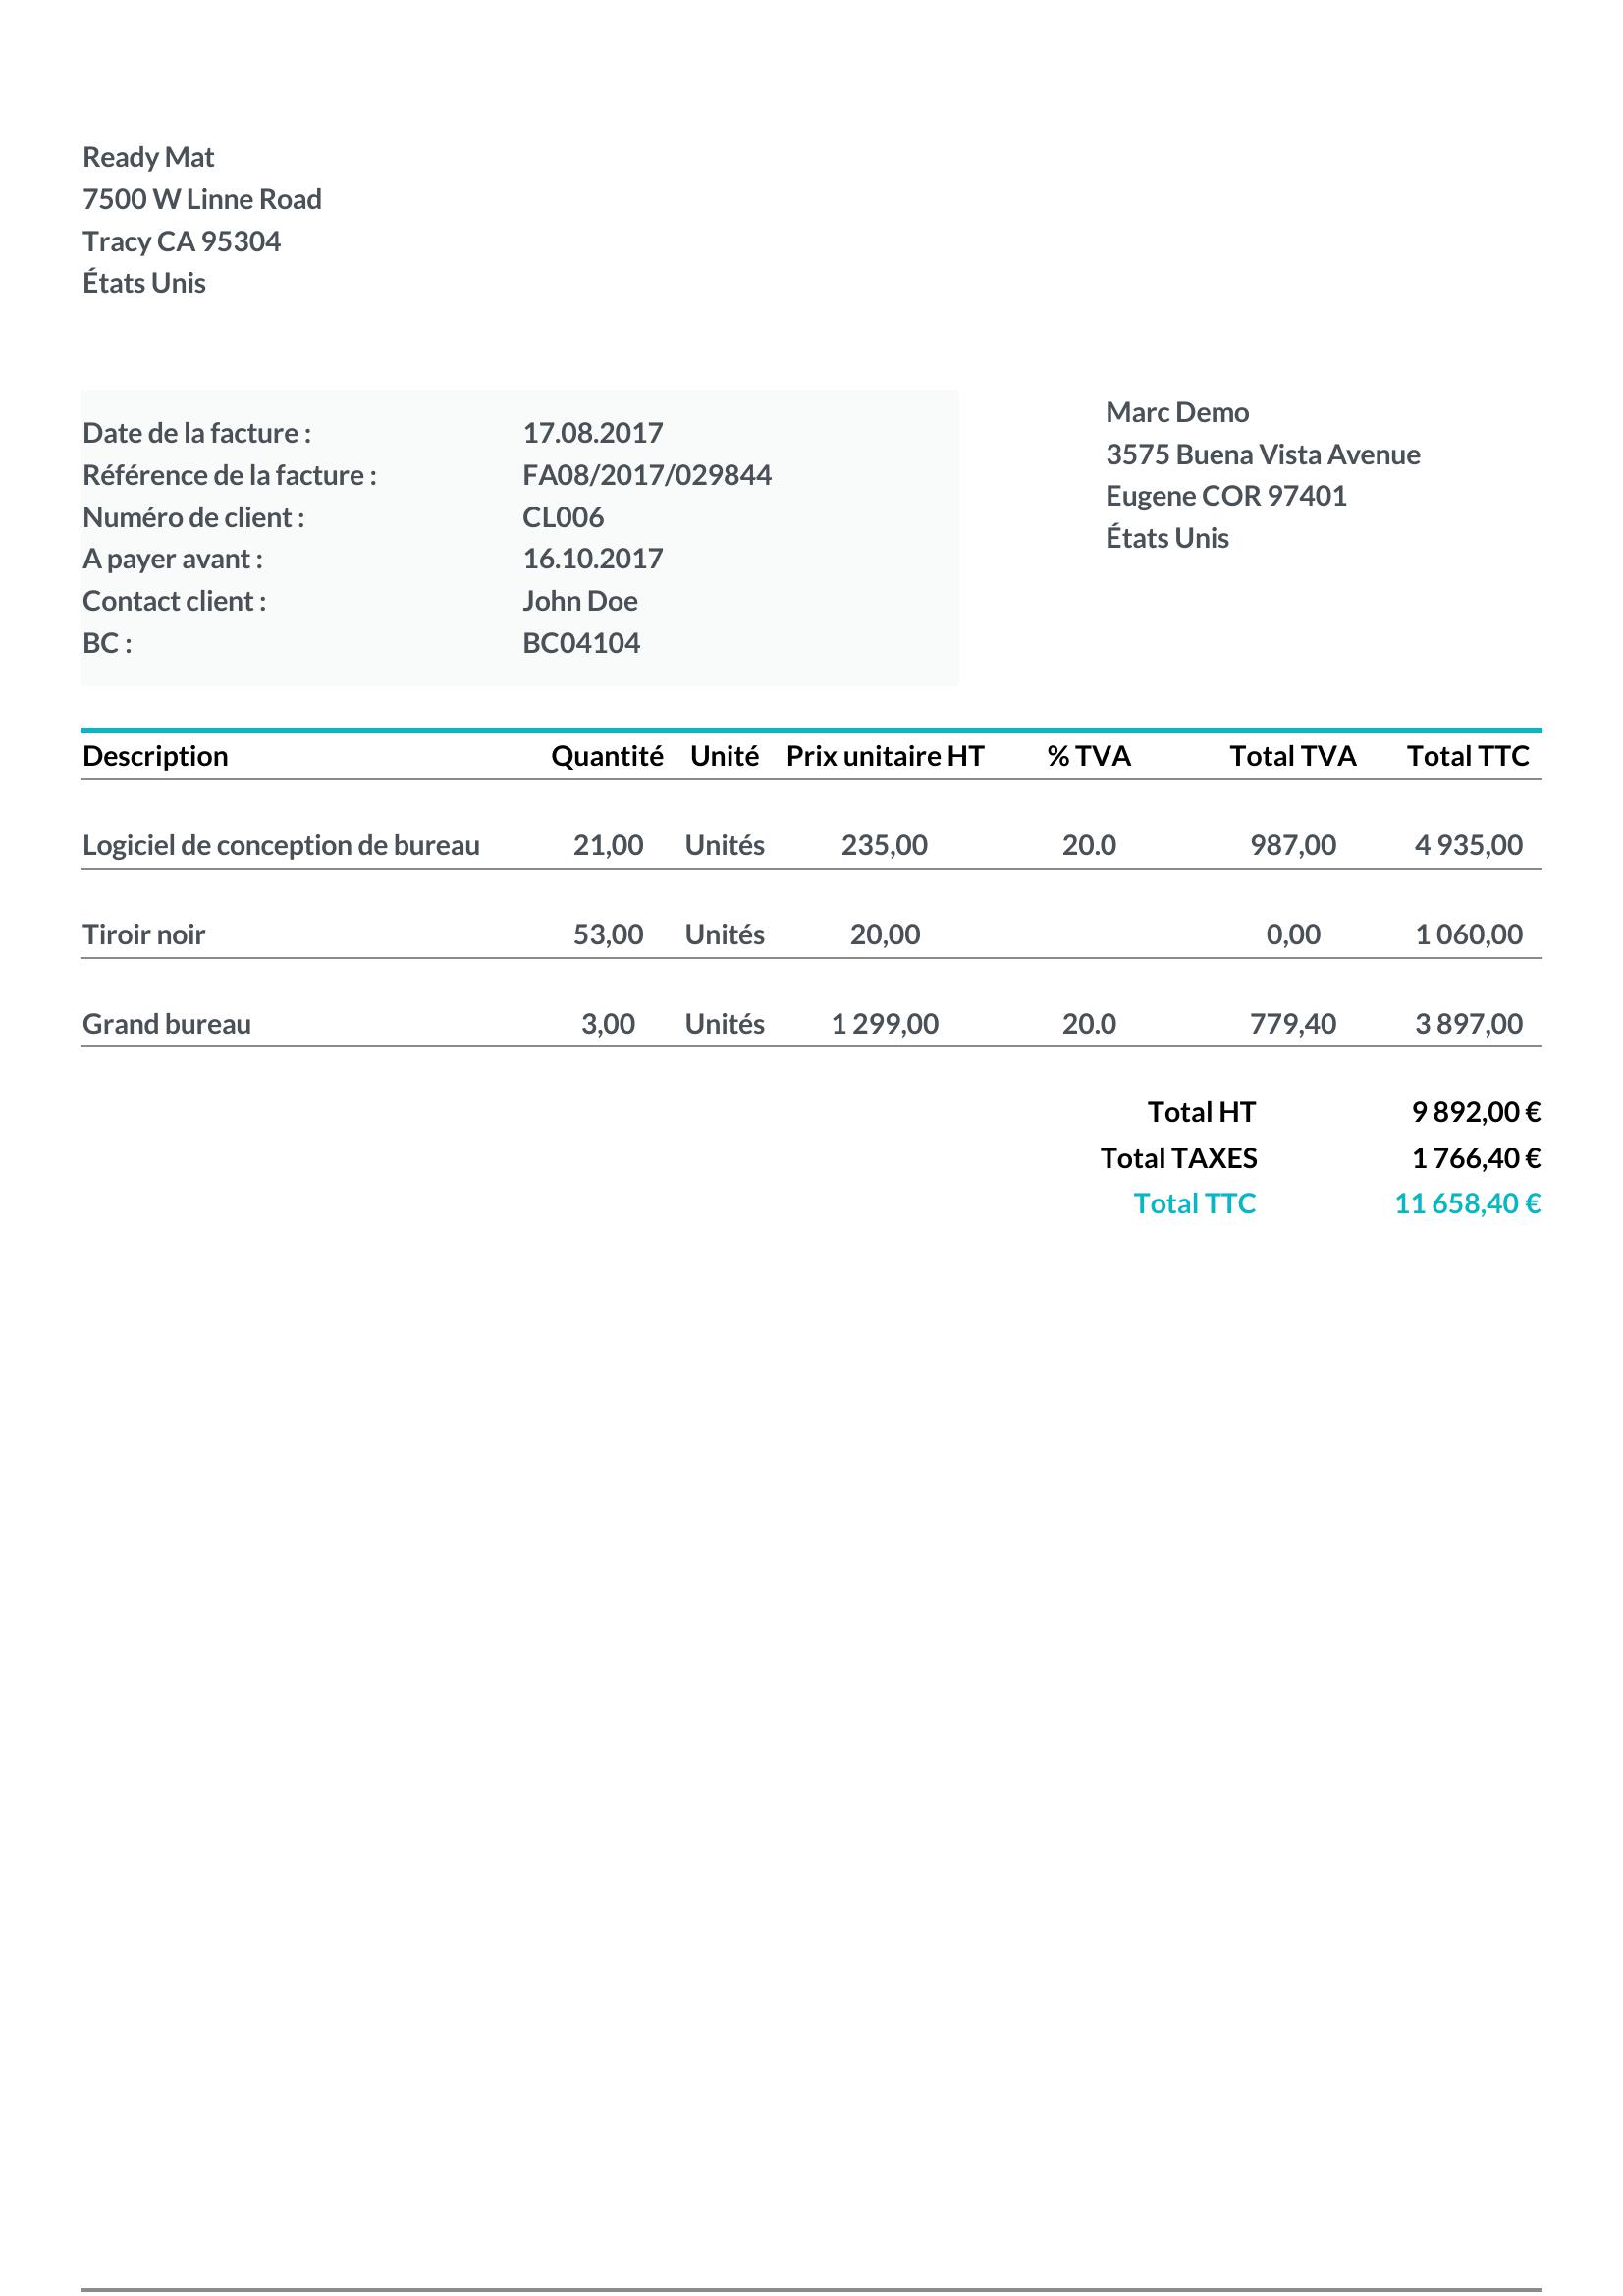 Ready Mat
7500 W Linne Road
Tracy CA 95304
États Unis
Date de la facture : 17.08.2017
Référence de la facture : FA08/2017/029844
Numéro de client : CL006
A payer avant : 16.10.2017
Contact client : John Doe
BC : BC04104
Marc Demo
3575 Buena Vista Avenue
Eugene COR 97401
États Unis
Description Quantité Unité Prix unitaire HT % TVA Total TVA Total TTC
Logiciel de conception de bureau 21,00 Unités 235,00 20.0 987,00 4 935,00
Tiroir noir 53,00 Unités 20,00 0,00 1 060,00
Grand bureau 3,00 Unités 1 299,00 20.0 779,40 3 897,00
Total HT 9 892,00 €
Total TAXES 1 766,40 €
Total TTC 11 658,40 €